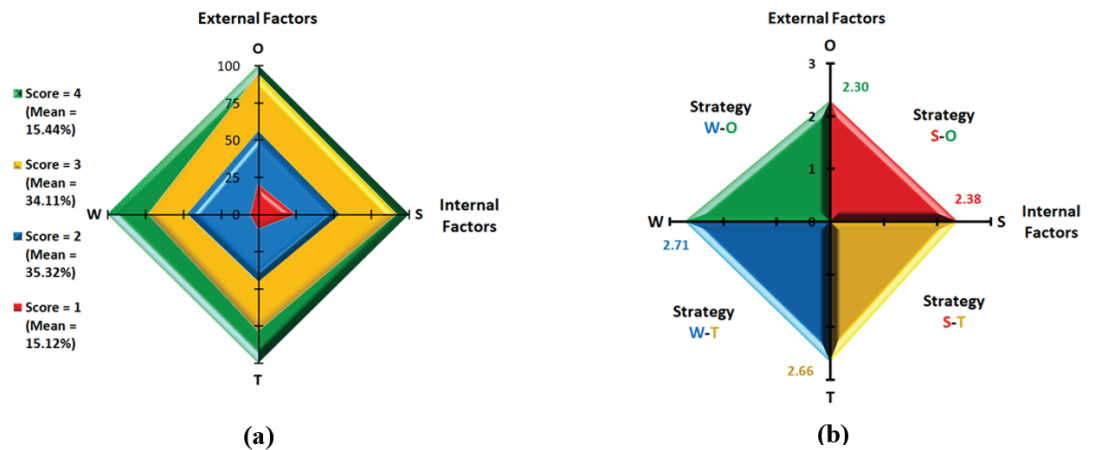 External Factors
O
100
75
50
25
0
W
S
T
Internal
Factors
Score = 4
(Mean =
15.44%)
Score = 3
(Mean =
34.11%)
Score = 2
(Mean =
35.32%)
Score = 1
(Mean =
15.12%)
(a)
External Factors
O
3
2
1
0
2.30
Strategy
W-O
Strategy
S-O
2.38
W
S
Internal
Factors
2.71
Strategy
W-T
Strategy
S-T
2.66
T
(b)